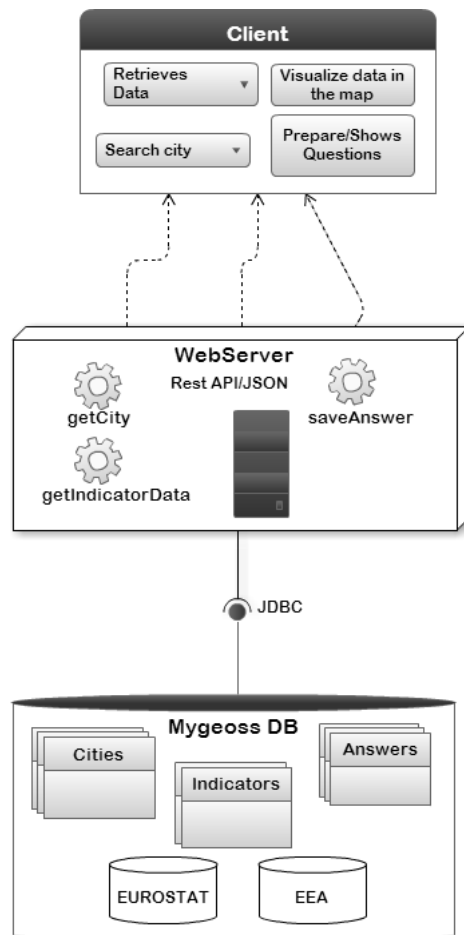 Client
Retrieves
Data
Visualize data in
the map
Search city
Prepare/Shows
Questions
WebServer
Rest API/JSON
getCity
saveAnswer
getIndicatorData
JDBC
Mygeoss DB
Cities
Indicators
Answers
EUROSTAT
EEA